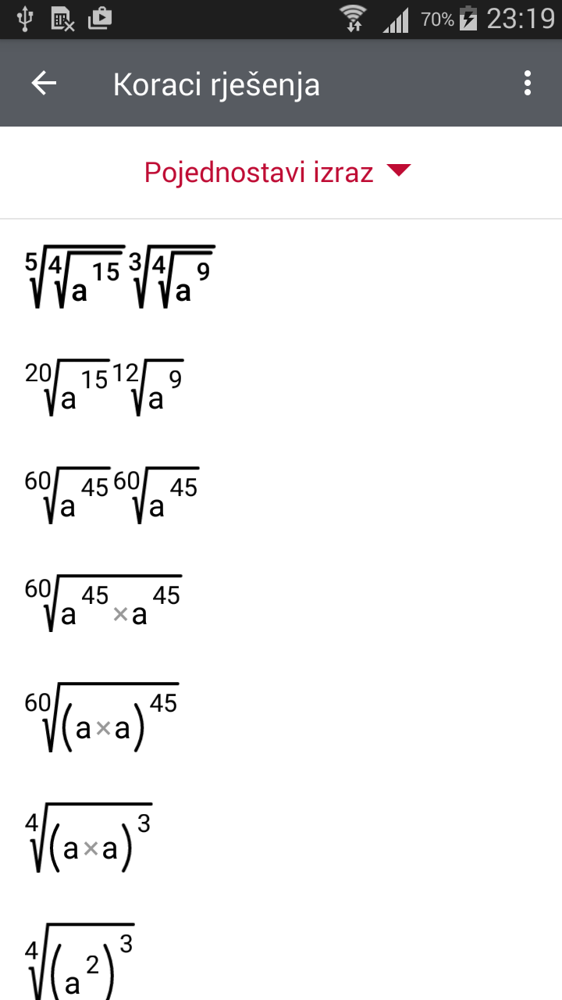 70% 23:19
Koraci rješenja
Pojednostavi izraz
⁵√(⁴√(a¹⁵)) ³√(⁴√(a⁹))
²⁰√(a¹⁵) ¹²√(a⁹)
⁶⁰√(a⁴⁵) ⁶⁰√(a⁴⁵)
⁶⁰√(a⁴⁵×a⁴⁵)
⁶⁰√((a×a)⁴⁵)
⁴√((a×a)³)
⁴√((a²)³)